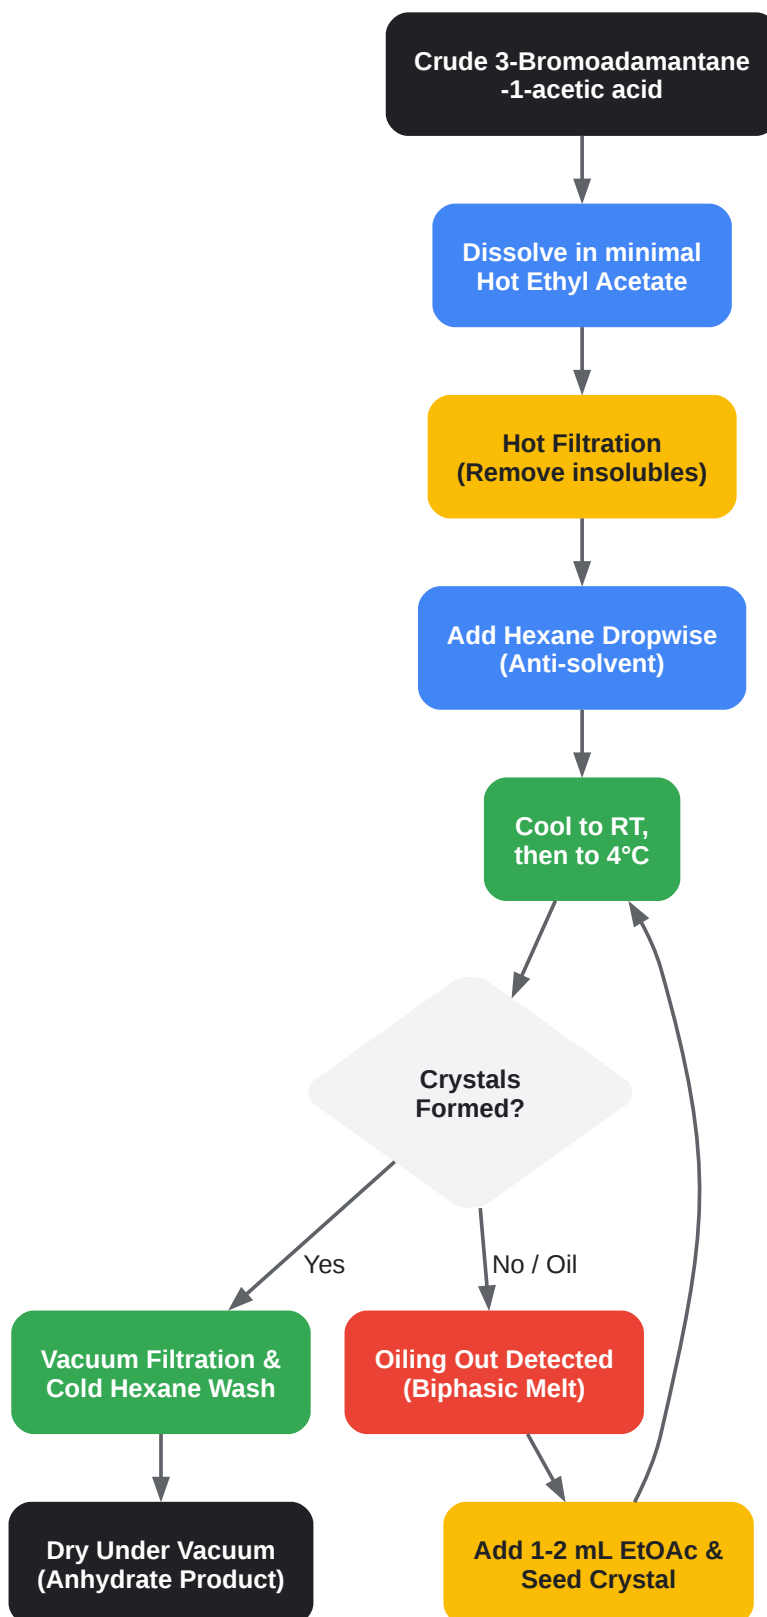 Crude 3-Bromoadamantane
-1-acetic acid
Dissolve in minimal
Hot Ethyl Acetate
Hot Filtration
(Remove insolubles)
Add Hexane Dropwise
(Anti-solvent)
Cool to RT,
then to 4°C
Crystals
Formed?
Yes
No / Oil
Vacuum Filtration &
Cold Hexane Wash
Oiling Out Detected
(Biphasic Melt)
Dry Under Vacuum
(Anhydrate Product)
Add 1-2 mL EtOAc &
Seed Crystal